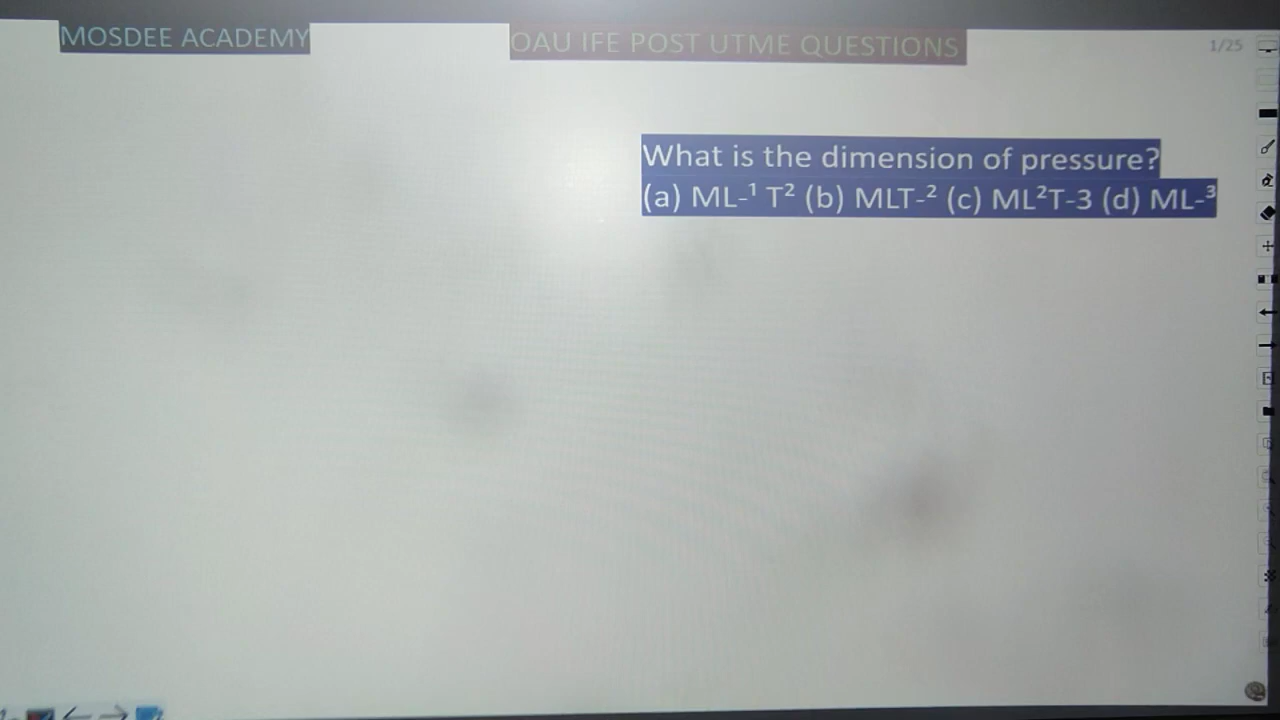 MOSDEE ACADEMY
OAU IFE POST UTME QUESTIONS
1/25
What is the dimension of pressure?
(a) ML-¹ T² (b) MLT-² (c) ML²T-3 (d) ML-³